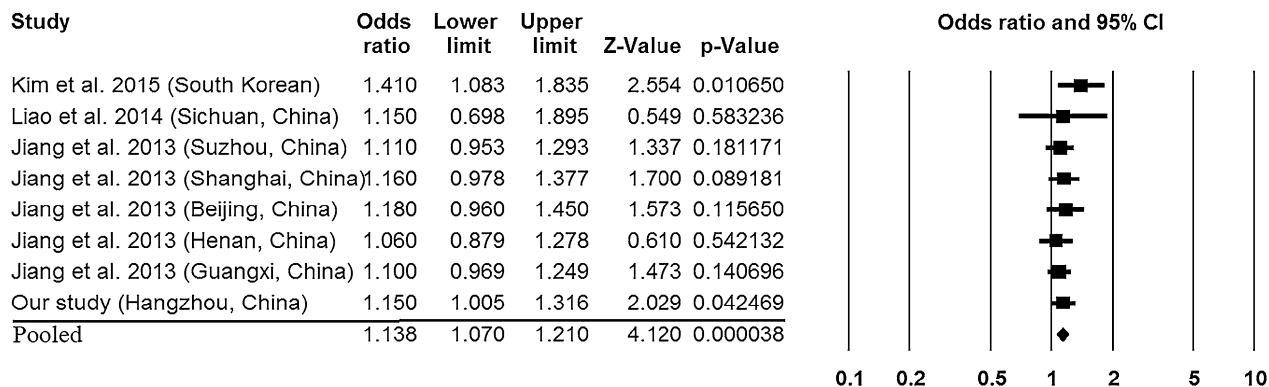 Study Odds ratio Lower limit Upper limit Z-Value p-Value Odds ratio and 95% CI
Kim et al. 2015 (South Korean) 1.410 1.083 1.835 2.554 0.010650
Liao et al. 2014 (Sichuan, China) 1.150 0.698 1.895 0.549 0.583236
Jiang et al. 2013 (Suzhou, China) 1.110 0.953 1.293 1.337 0.181171
Jiang et al. 2013 (Shanghai, China) 1.160 0.978 1.377 1.700 0.089181
Jiang et al. 2013 (Beijing, China) 1.180 0.960 1.450 1.573 0.115650
Jiang et al. 2013 (Henan, China) 1.060 0.879 1.278 0.610 0.542132
Jiang et al. 2013 (Guangxi, China) 1.100 0.969 1.249 1.473 0.140696
Our study (Hangzhou, China) 1.150 1.005 1.316 2.029 0.042469
Pooled 1.138 1.070 1.210 4.120 0.000038
0.1 0.2 0.5 1 2 5 10